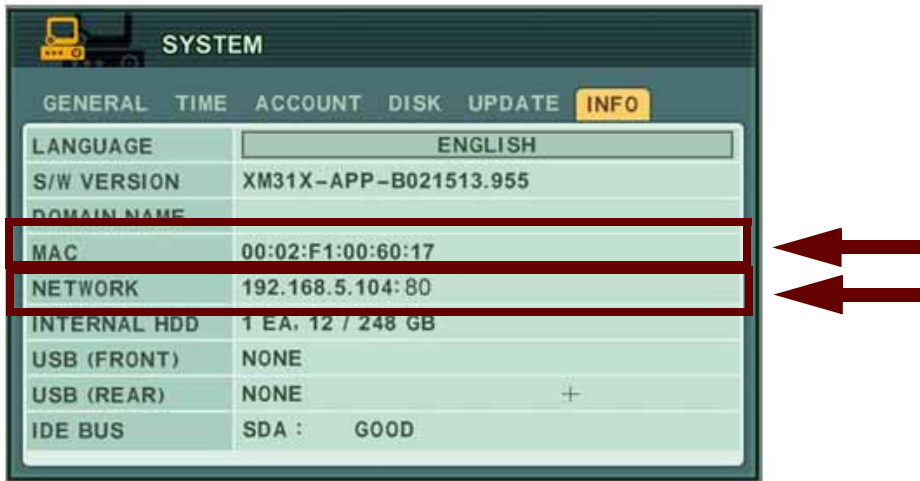 SYSTEM
GENERAL TIME ACCOUNT DISK UPDATE INFO
LANGUAGE ENGLISH
S/W VERSION XM31X-APP-B021513.955
DOMAIN NAME
MAC 00:02:F1:00:60:17
NETWORK 192.168.5.104:80
INTERNAL HDD 1 EA, 12 / 248 GB
USB (FRONT) NONE
USB (REAR) NONE
IDE BUS SDA : GOOD